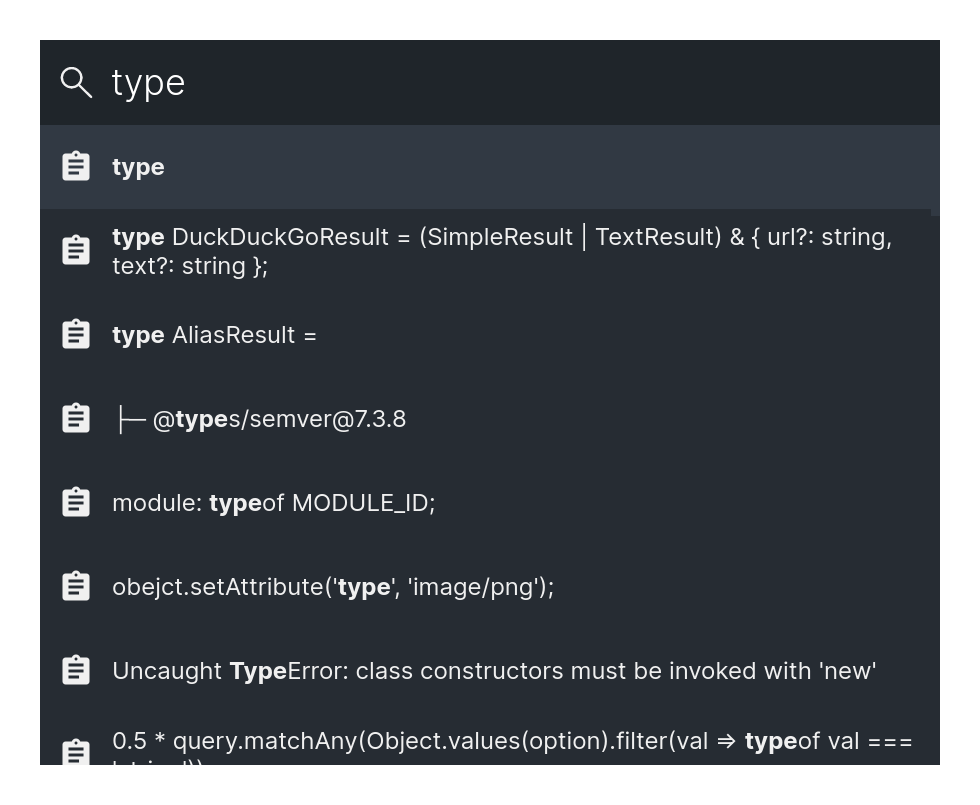 type
type
type DuckDuckGoResult = (SimpleResult | TextResult) & { url?: string,
text?: string };
type AliasResult =
├─ @types/semver@7.3.8
module: typeof MODULE_ID;
obejct.setAttribute('type', 'image/png');
Uncaught TypeError: class constructors must be invoked with 'new'
0.5 * query.matchAny(Object.values(option).filter(val => typeof val ===